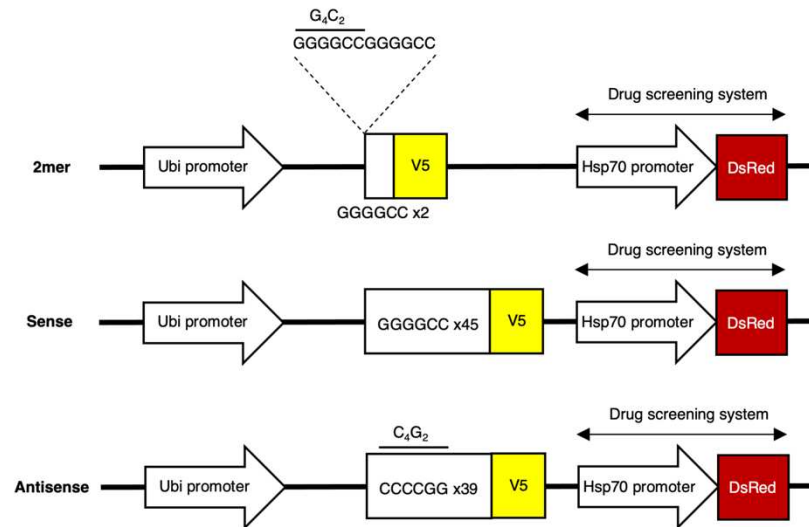 G4C2
GGGGCCGGGGCC
Drug screening system
2mer
Ubi promoter
V5
Hsp70 promoter
DsRed
GGGGCC x2
Drug screening system
Sense
Ubi promoter
GGGGCC x45
V5
Hsp70 promoter
DsRed
C4G2
Drug screening system
Antisense
Ubi promoter
CCCCGG x39
V5
Hsp70 promoter
DsRed